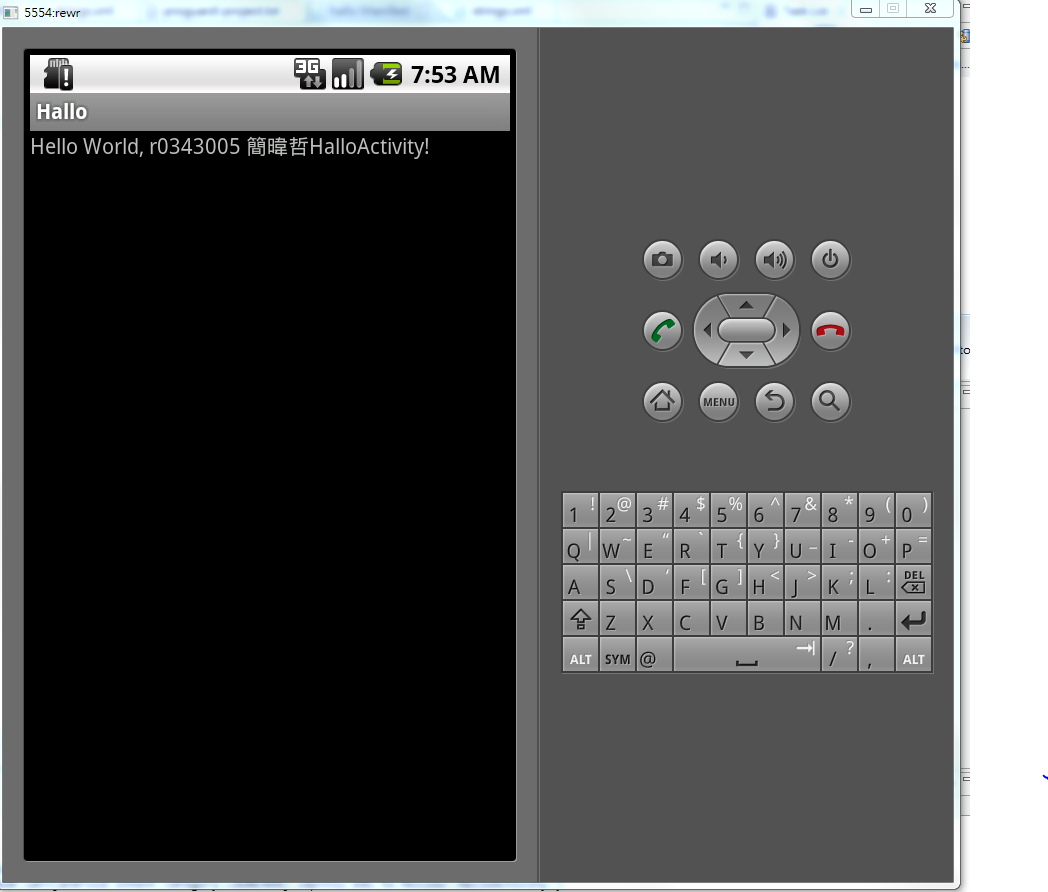 5554:rewr
3G 7:53 AM
Hallo
Hello World, r0343005 簡暐哲HalloActivity!
MENU
1 ! 2 @ 3 # 4 $ 5 % 6 ^ 7 & 8 * 9 ( 0 )
Q | W ~ E “ R ` T { Y } U _ I - O + P =
A S \ D ' F [ G ] H < J > K ; L : DEL
Z X C V B N M .
ALT SYM @ / ? , ALT